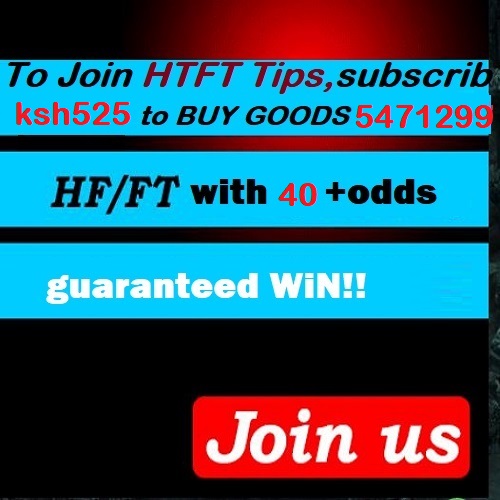 To Join HTFT Tips,subscrib
ksh525 to BUY GOODS 5471299
HF/FT with 40 +odds
guaranteed WiN!!
Join us